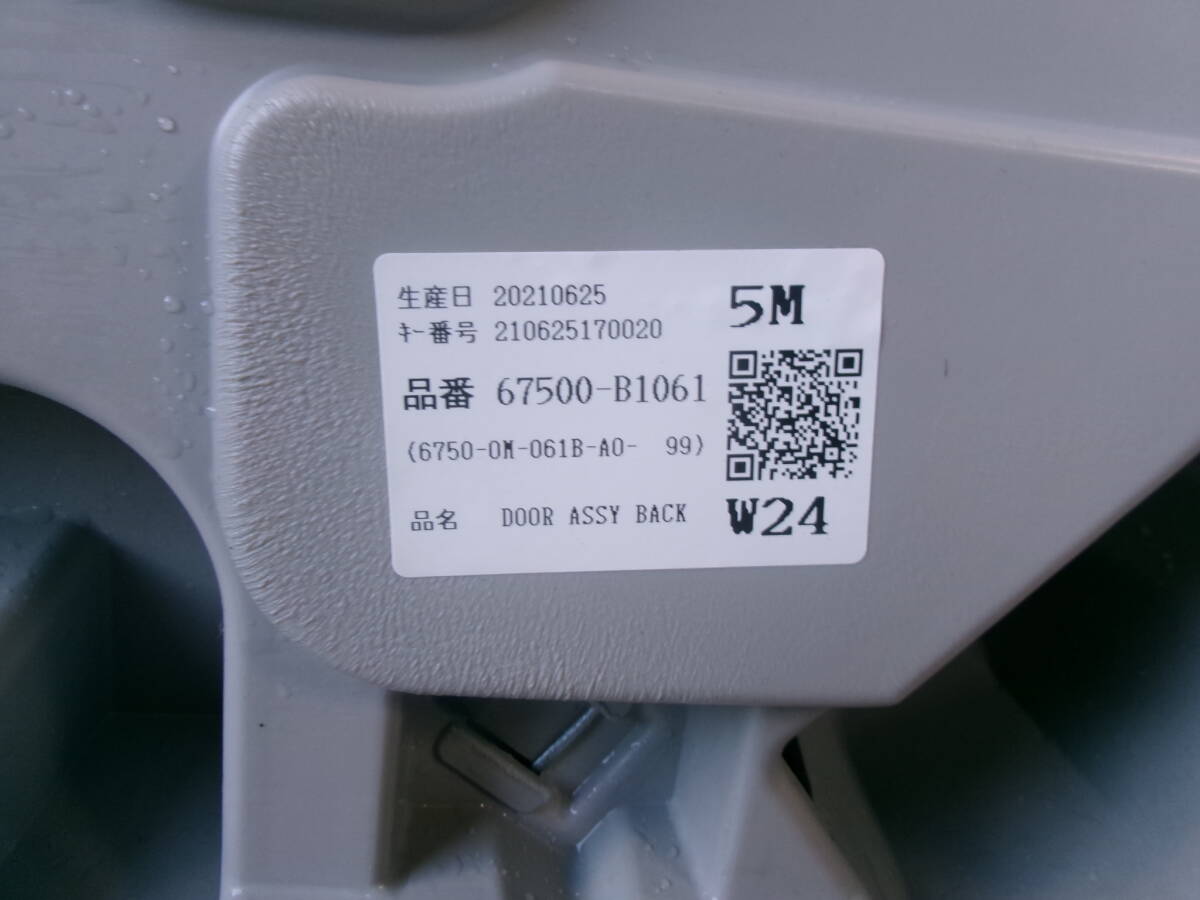 生産日 20210625
ｷｰ番号 210625170020
品番 67500-B1061
(6750-0M-061B-A0-  99)
品名 DOOR ASSY BACK
5M
W24